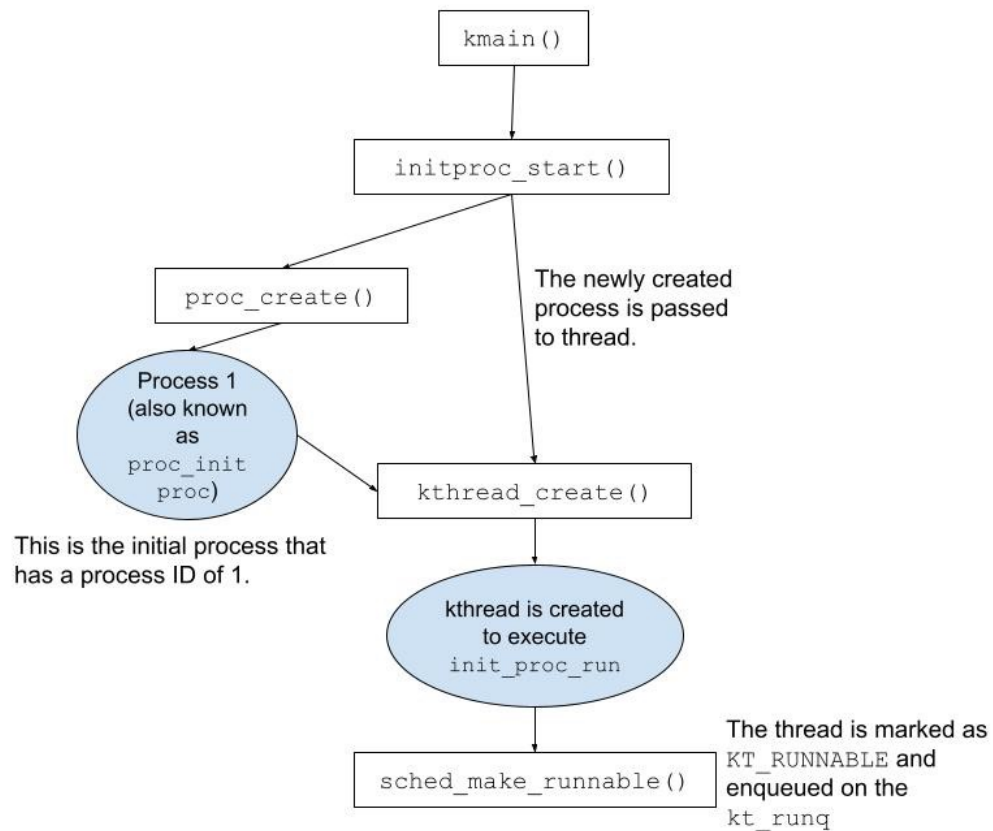 kmain()
initproc_start()
The newly created
process is passed
to thread.
proc_create()
Process 1
(also known
as
proc_init
proc)
kthread_create()
This is the initial process that
has a process ID of 1.
kthread is created
to execute
init_proc_run
The thread is marked as
KT_RUNNABLE and
enqueued on the
kt_runq
sched_make_runnable()